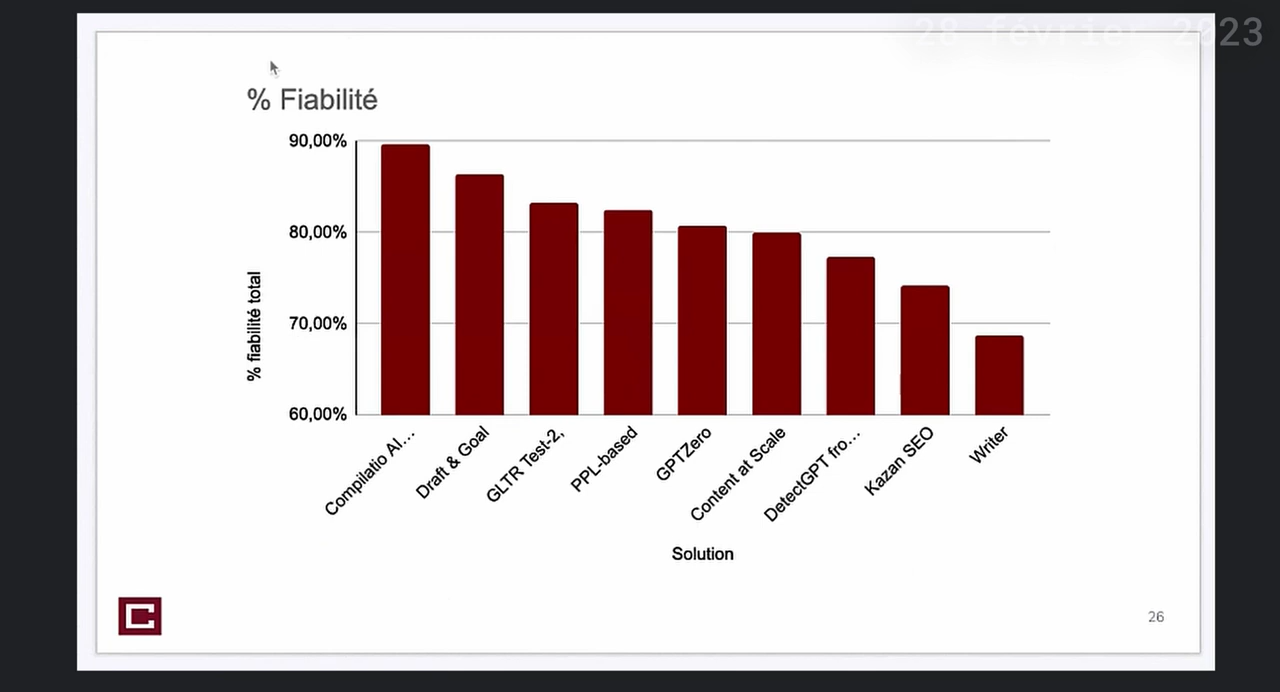 28 février 2023
% Fiabilité
90,00%
80,00%
70,00%
60,00%
% fiabilité total
Compilatio AI...
Draft & Goal
GLTR Test-2,
PPL-based
GPTZero
Content at Scale
DetectGPT fro...
Kazan SEO
Writer
Solution
26